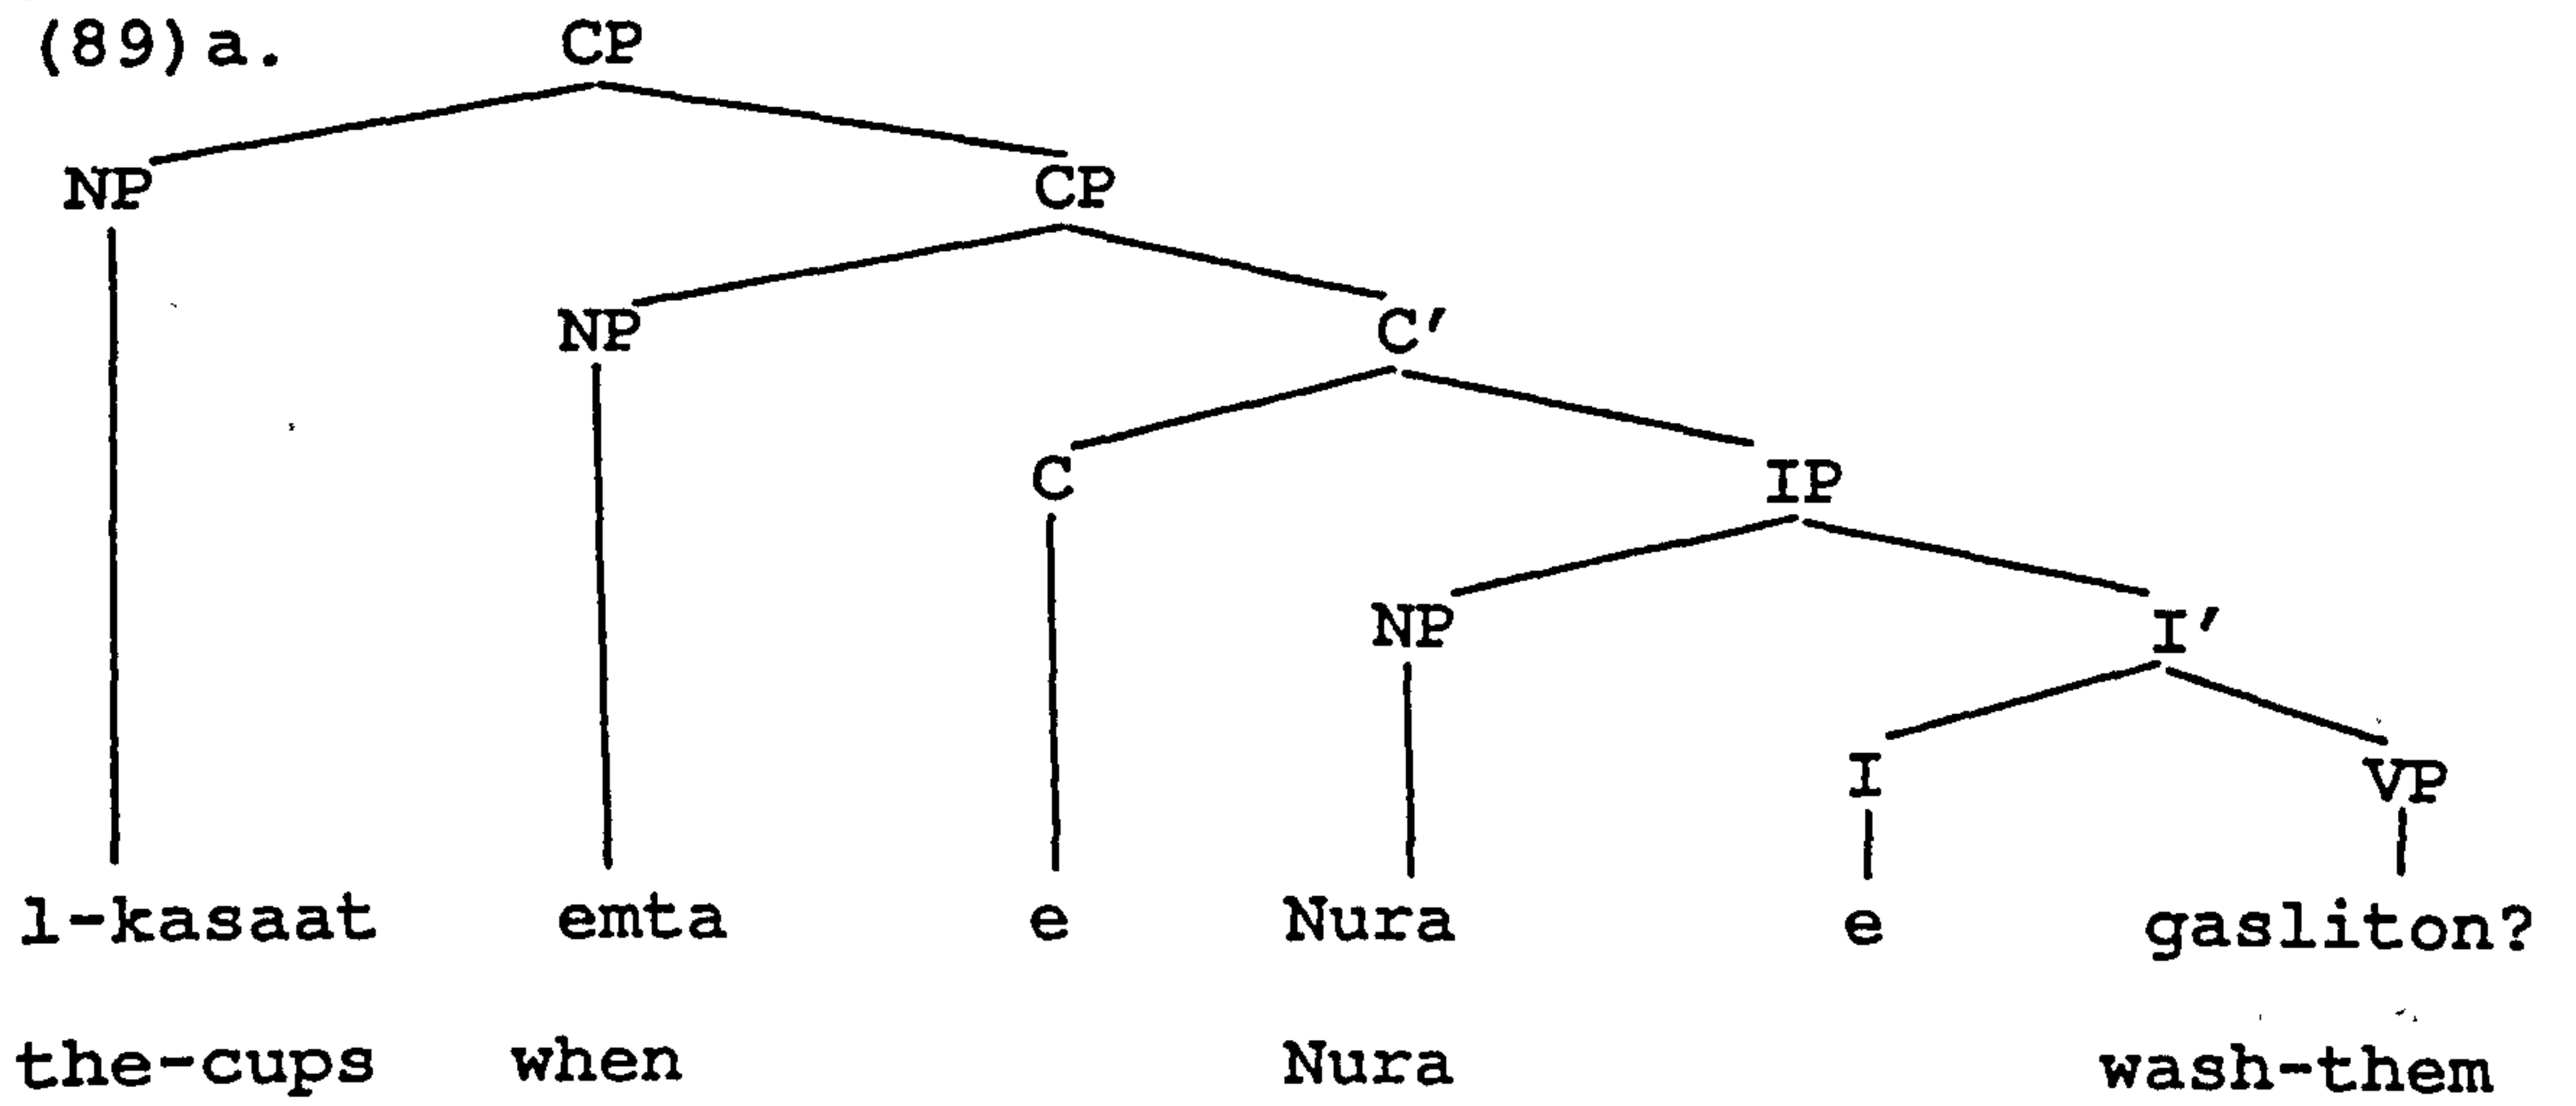 (89)a. CP
NP CP
NP C'
C IP
NP I'
I VP
l-kasaat emta e Nura e gasliton?
the-cups when Nura wash-them